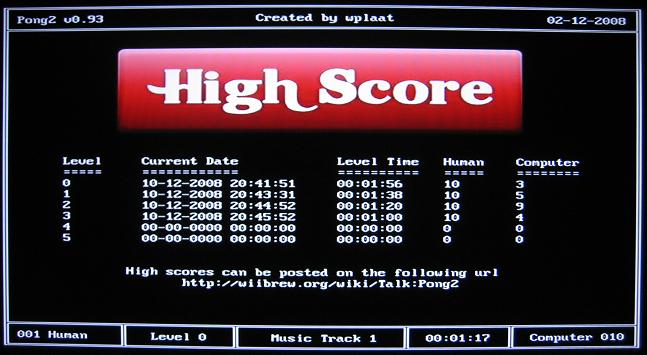 Pong2 v0.93 Created by wplaat 02-12-2008
High Score
Level Current Date Level Time Human Computer
===== ============ ========== ===== ========
0 10-12-2008 20:41:51 00:01:56 10 3
1 10-12-2008 20:43:31 00:01:38 10 5
2 10-12-2008 20:44:52 00:01:20 10 9
3 10-12-2008 20:45:52 00:01:00 10 4
4 00-00-0000 00:00:00 00:00:00 0 0
5 00-00-0000 00:00:00 00:00:00 0 0
High scores can be posted on the following url
http://wiibrew.org/wiki/Talk:Pong2
001 Human Level 0 Music Track 1 00:01:17 Computer 010